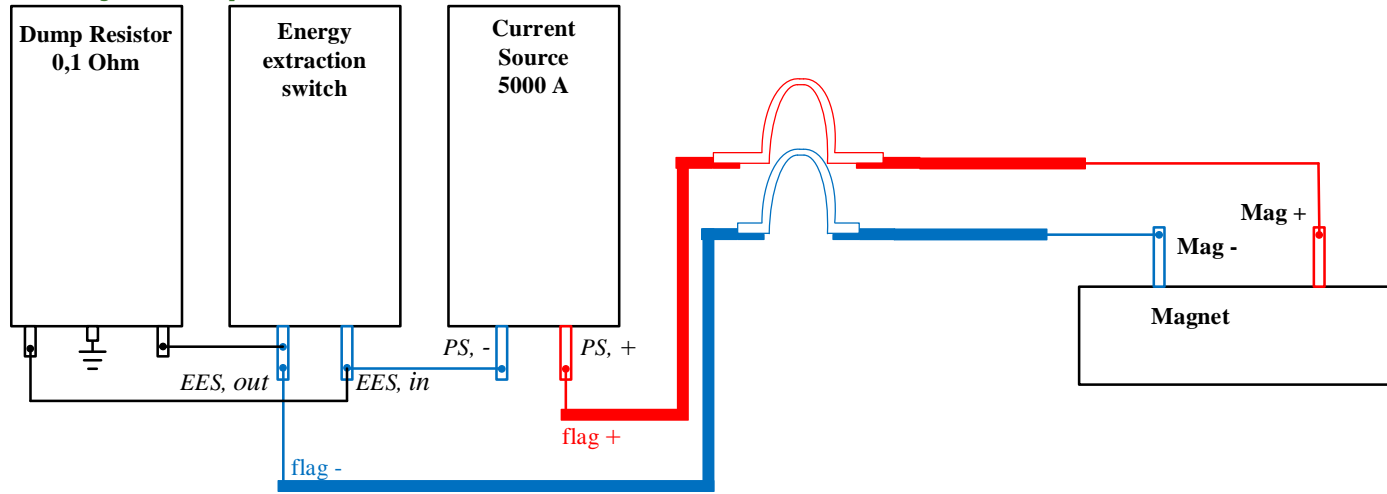 Dump Resistor
0,1 Ohm
Energy
extraction
switch
Current
Source
5000 A
Mag +
Mag -
Magnet
PS, -
PS, +
EES, out
EES, in
flag +
flag -